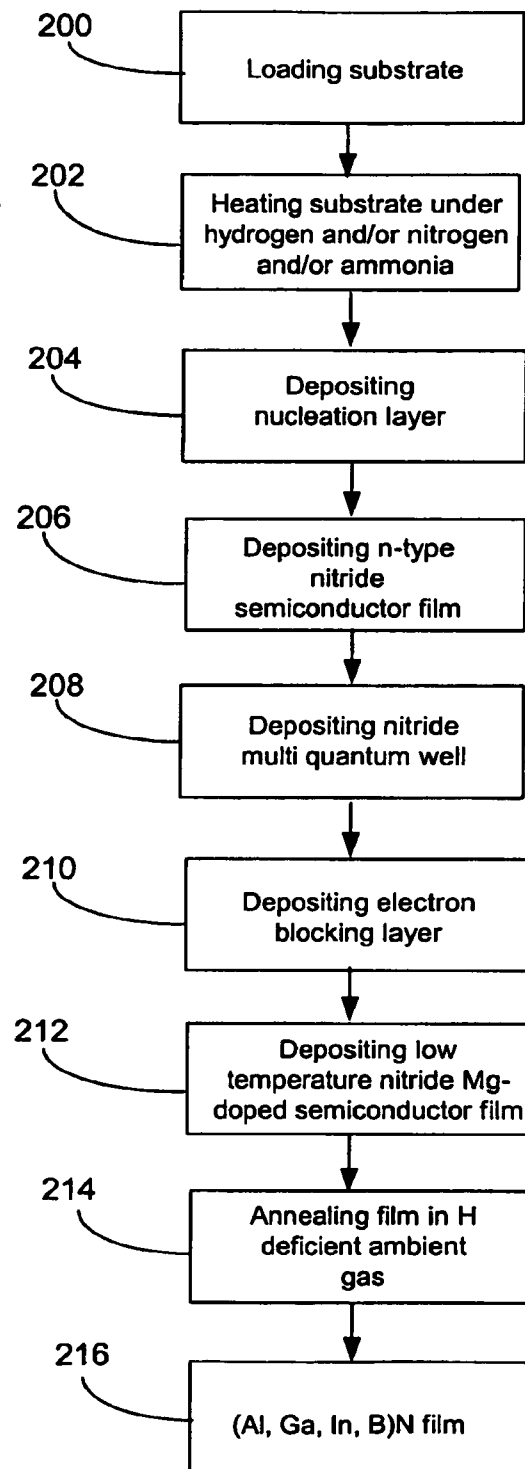 200
Loading substrate
202
Heating substrate under
hydrogen and/or nitrogen
and/or ammonia
204
Depositing
nucleation layer
206
Depositing n-type
nitride
semiconductor film
208
Depositing nitride
multi quantum well
210
Depositing electron
blocking layer
212
Depositing low
temperature nitride Mg-
doped semiconductor film
214
Annealing film in H
deficient ambient
gas
216
(Al, Ga, In, B)N film